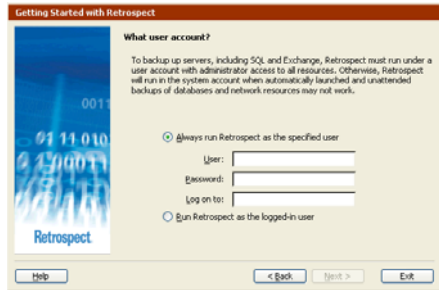 Getting Started with Retrospect
What user account?
To backup up servers, including SQL and Exchange, Retrospect must run under a
user account with administrator access to all resources. Otherwise, Retrospect
will run in the system account when automatically launched and unattended
backups of databases and network resources may not work.
0011
01 11 010
Always run Retrospect as the specified user
User:
Password:
Log on to:
Run Retrospect as the logged-in user
Retrospect
Help
< Back
Next >
Exit